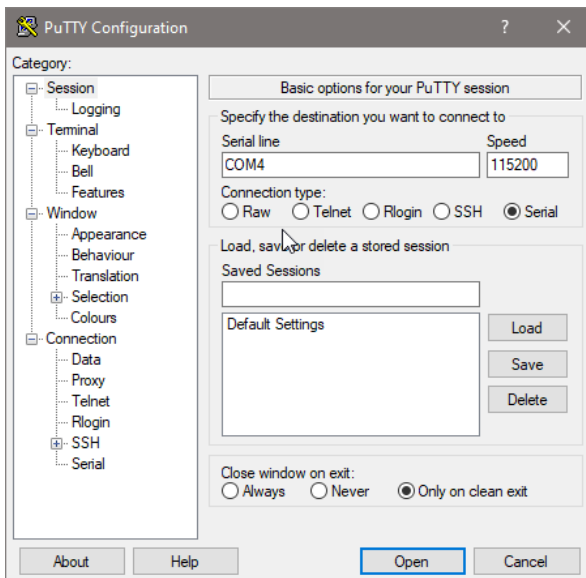 PuTTY Configuration
?
Category:
Session
Logging
Terminal
Keyboard
Bell
Features
Window
Appearance
Behaviour
Translation
Selection
Colours
Connection
Data
Proxy
Telnet
Rlogin
SSH
Serial
Basic options for your PuTTY session
Specify the destination you want to connect to
Serial line Speed
COM4 115200
Connection type:
Raw Telnet Rlogin SSH Serial
Load, save or delete a stored session
Saved Sessions
Default Settings
Load
Save
Delete
Close window on exit:
Always Never Only on clean exit
About Help Open Cancel